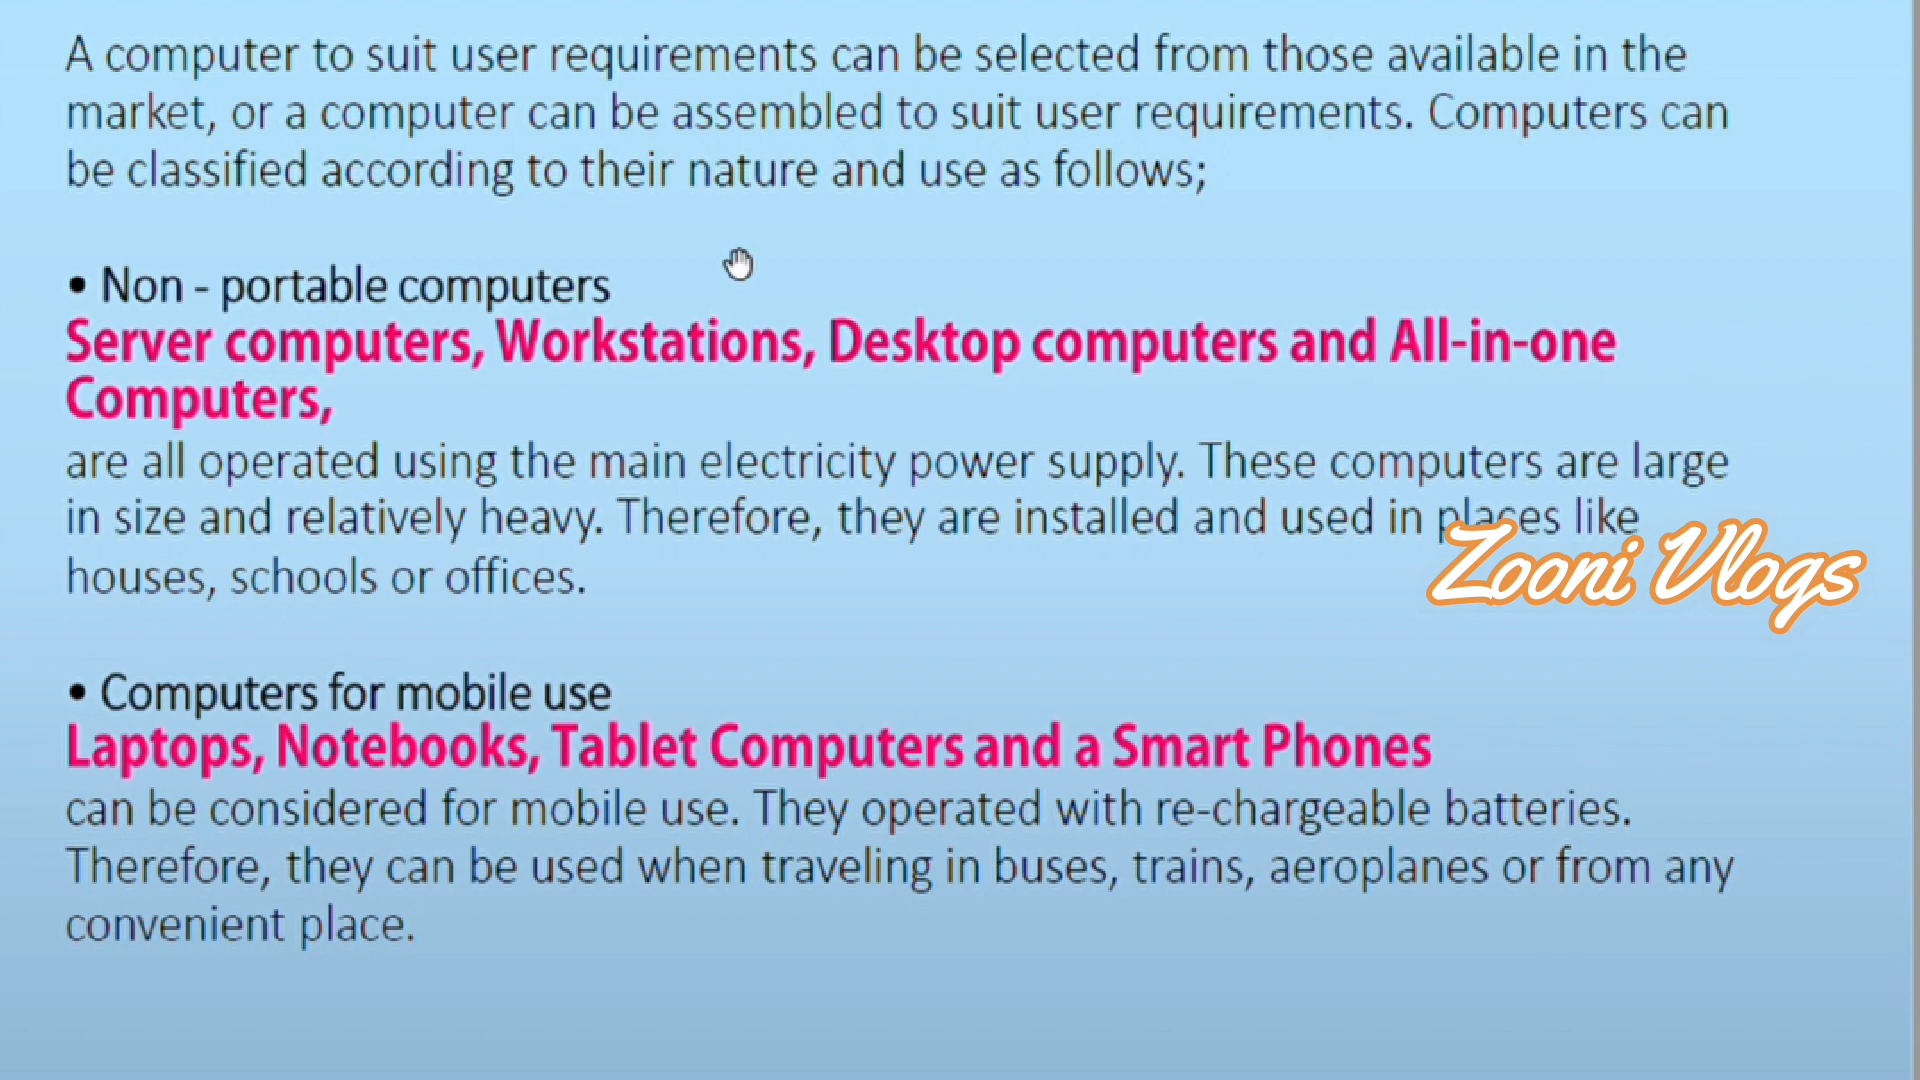 A computer to suit user requirements can be selected from those available in the
market, or a computer can be assembled to suit user requirements. Computers can
be classified according to their nature and use as follows;
• Non - portable computers
Server computers, Workstations, Desktop computers and All-in-one
Computers,
are all operated using the main electricity power supply. These computers are large
in size and relatively heavy. Therefore, they are installed and used in places like
houses, schools or offices.
Zooni Vlogs
• Computers for mobile use
Laptops, Notebooks, Tablet Computers and a Smart Phones
can be considered for mobile use. They operated with re-chargeable batteries.
Therefore, they can be used when traveling in buses, trains, aeroplanes or from any
convenient place.